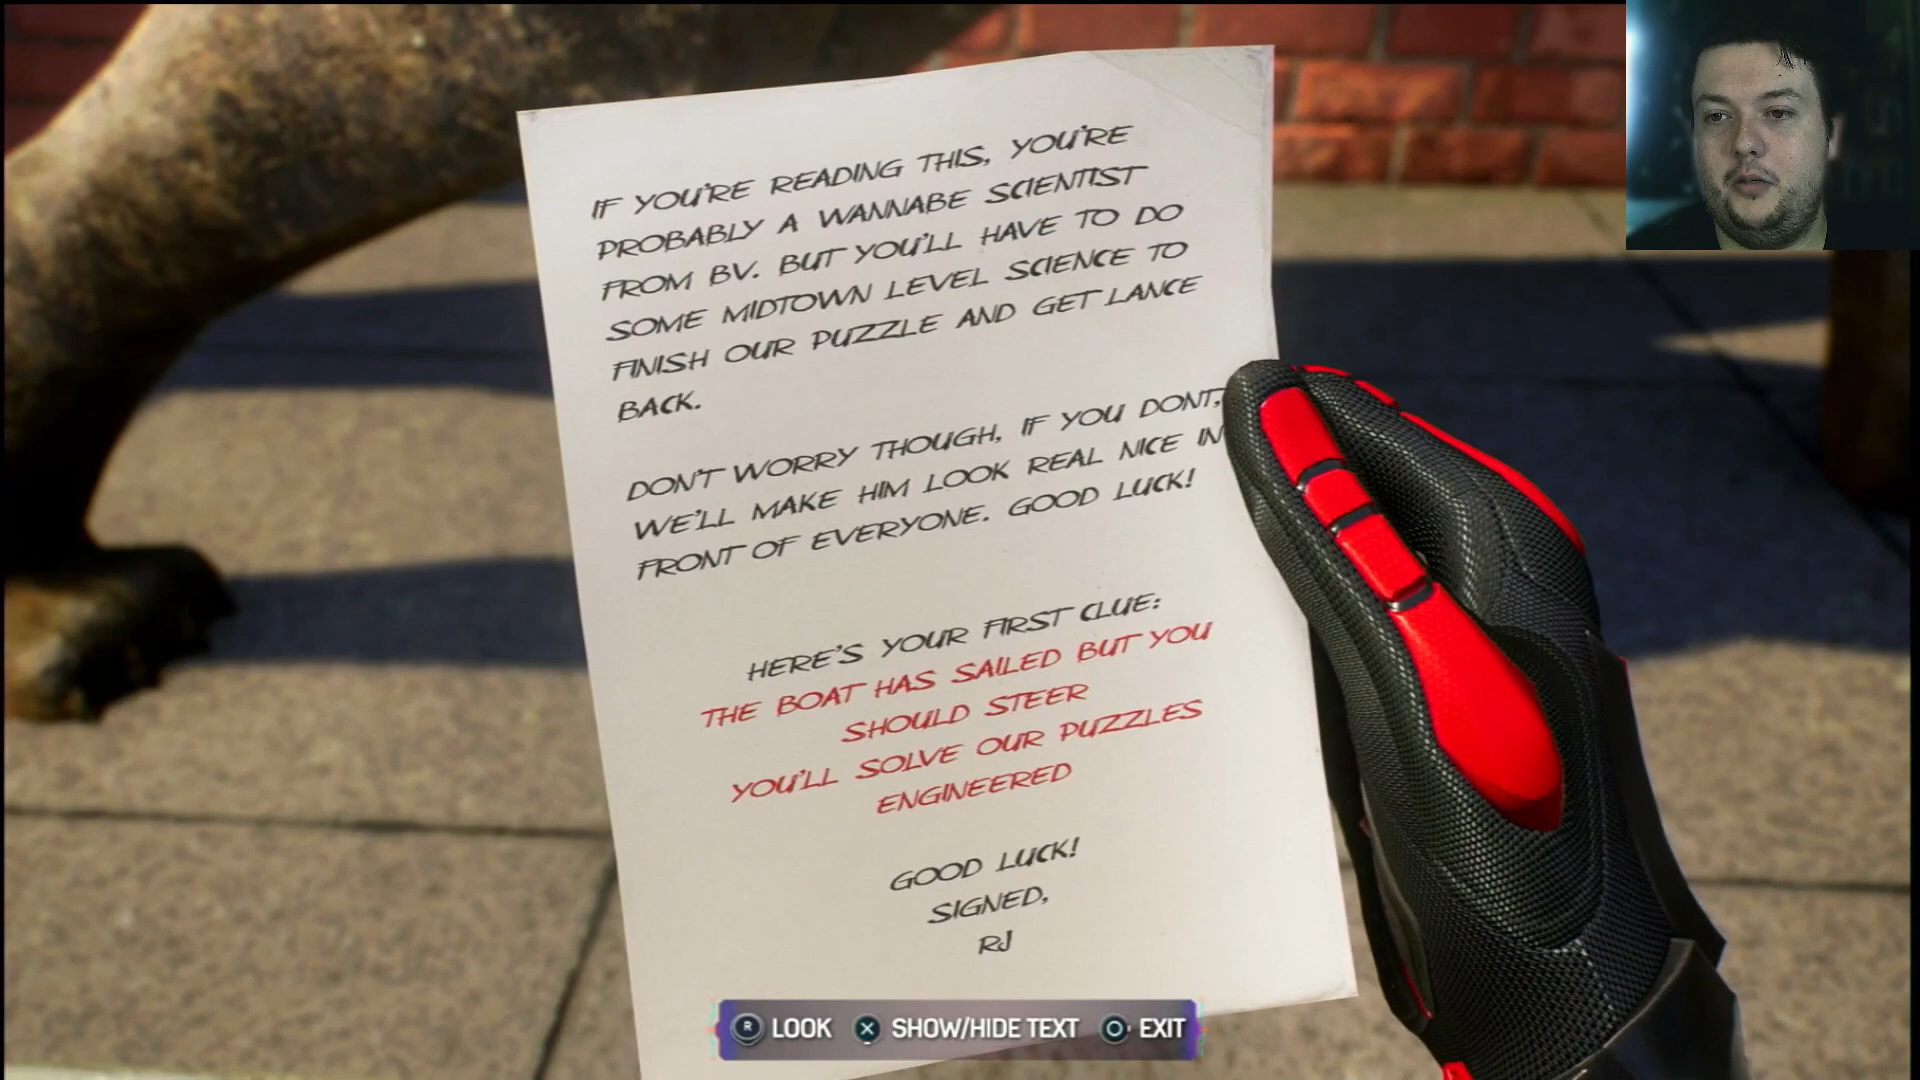 IF YOU'RE READING THIS, YOU'RE
PROBABLY A WANNABE SCIENTIST
FROM BV. BUT YOU'LL HAVE TO DO
SOME MIDTOWN LEVEL SCIENCE TO
FINISH OUR PUZZLE AND GET LANCE
BACK.
DON'T WORRY THOUGH, IF YOU DONT,
WE'LL MAKE HIM LOOK REAL NICE IN
FRONT OF EVERYONE. GOOD LUCK!
HERE'S YOUR FIRST CLUE:
THE BOAT HAS SAILED BUT YOU
SHOULD STEER
YOU'LL SOLVE OUR PUZZLES
ENGINEERED
GOOD LUCK!
SIGNED,
RJ
R LOOK SHOW/HIDE TEXT EXIT